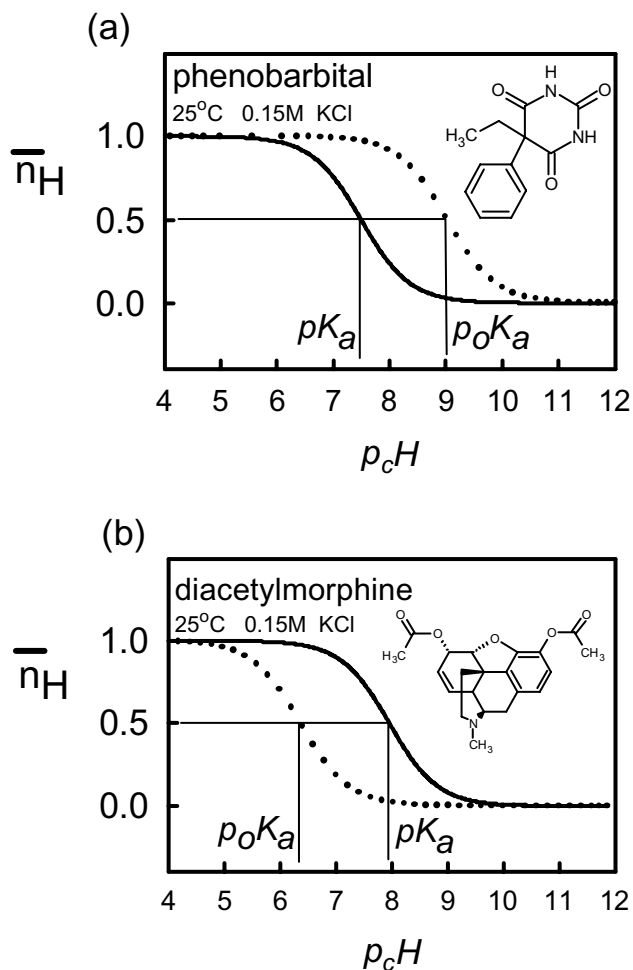 (a)
phenobarbital
25°C 0.15M KCl
H
O N O
H₃C NH
O
n̅H
1.0
0.5
0.0
pKa poKa
4 5 6 7 8 9 10 11 12
pcH
(b)
diacetylmorphine
25°C 0.15M KCl
O O
O O O
CH₃ CH₃
N
CH₃
n̅H
1.0
0.5
0.0
poKa pKa
4 5 6 7 8 9 10 11 12
pcH